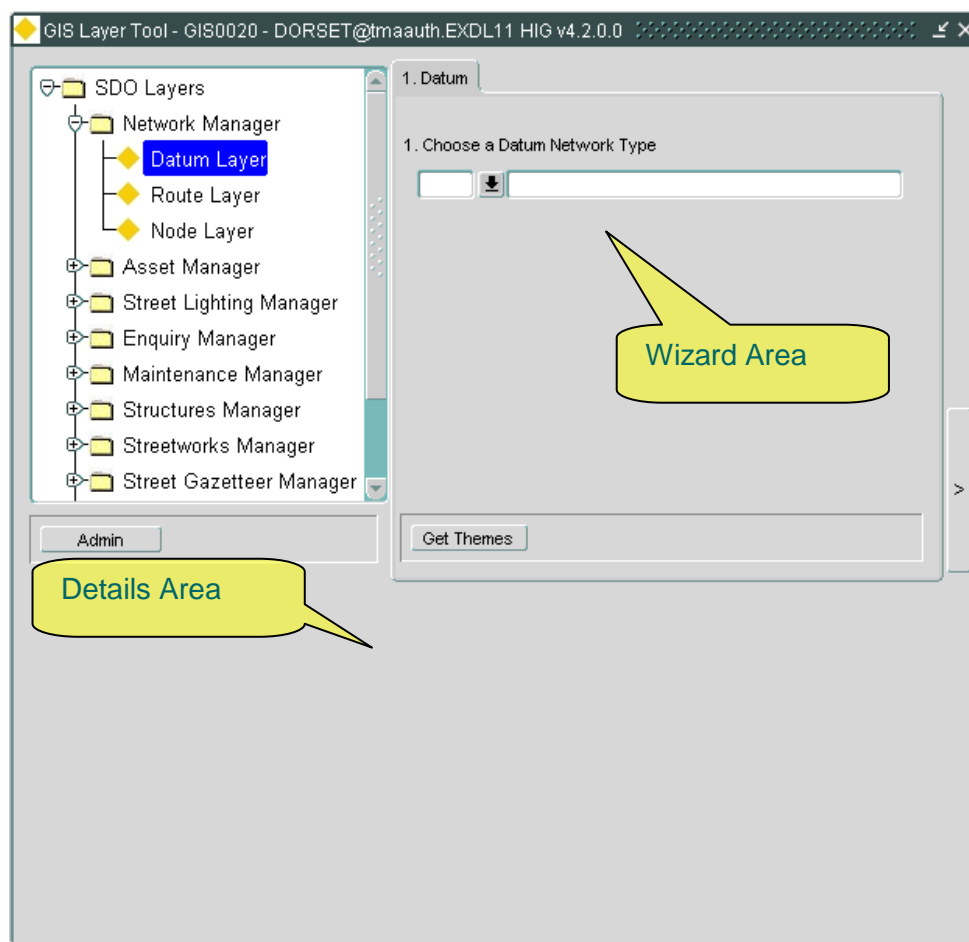 GIS Layer Tool - GIS0020 - DORSET@tmaauth.EXDL11 HIG v4.2.0.0
SDO Layers
Network Manager
Datum Layer
Route Layer
Node Layer
Asset Manager
Street Lighting Manager
Enquiry Manager
Maintenance Manager
Structures Manager
Streetworks Manager
Street Gazetteer Manager
Admin
1. Datum
1. Choose a Datum Network Type
Wizard Area
Get Themes
>
Details Area